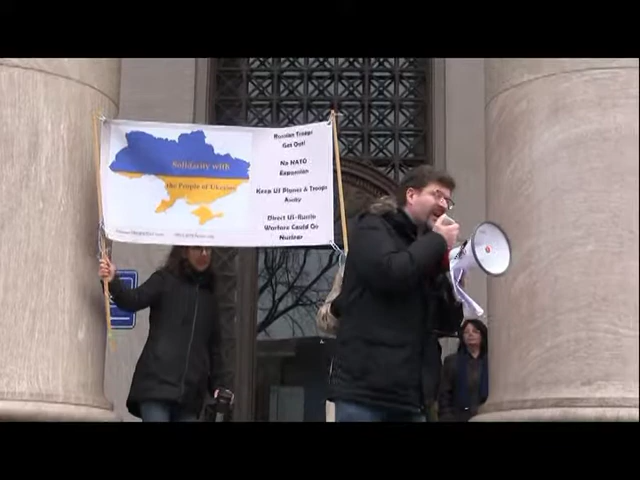 Solidarity with
the People of Ukraine
Russian Troops
Get Out!
No NATO
Expansion
Keep US Planes & Troops
Away
Direct US-Russia
Warfare Could Go
Nuclear